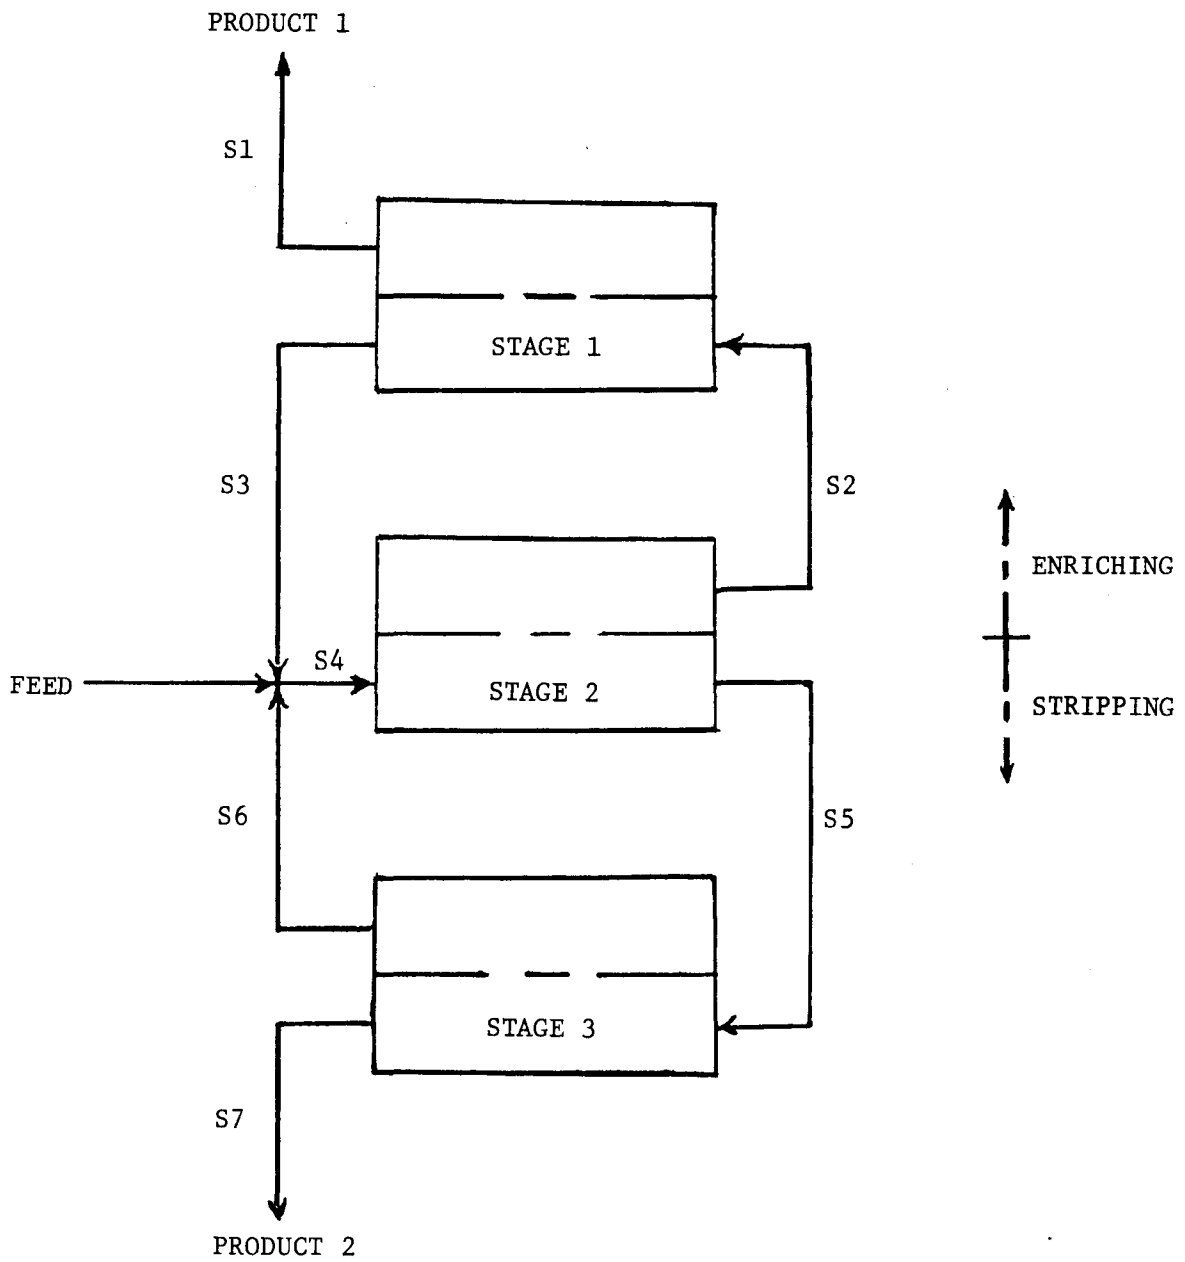 PRODUCT 1
S1
STAGE 1
S3
S2
ENRICHING
S4
FEED
STAGE 2
STRIPPING
S6
S5
STAGE 3
S7
PRODUCT 2